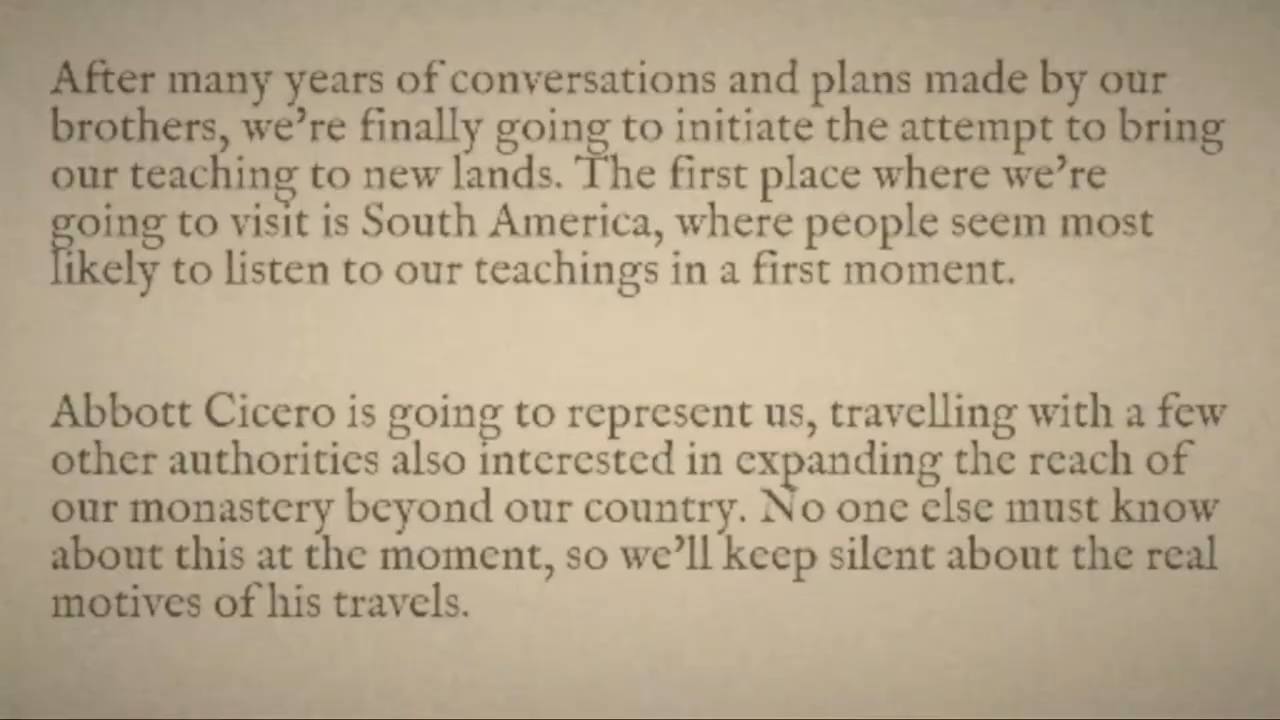 After many years of conversations and plans made by our
brothers, we're finally going to initiate the attempt to bring
our teaching to new lands. The first place where we're
going to visit is South America, where people seem most
likely to listen to our teachings in a first moment.
Abbott Cicero is going to represent us, travelling with a few
other authorities also interested in expanding the reach of
our monastery beyond our country. No one else must know
about this at the moment, so we'll keep silent about the real
motives of his travels.